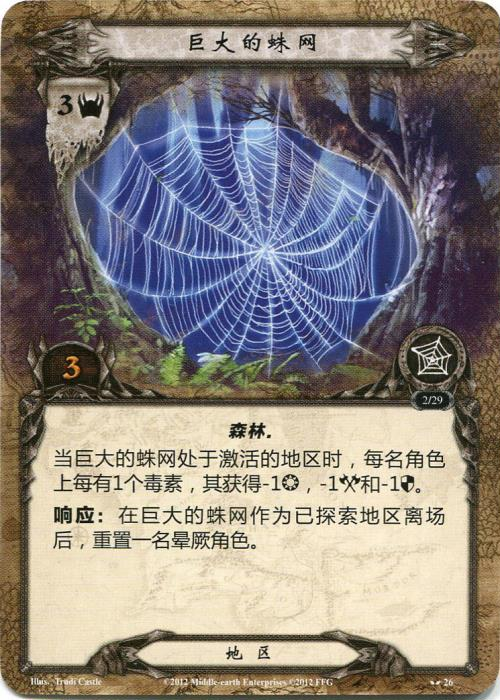 巨大的蛛网
3
3
2/29
森林.
当巨大的蛛网处于激活的地区时，每名角色
上每有1个毒素，其获得-1，-1和-1。
响应：在巨大的蛛网作为已探索地区离场
后，重置一名晕厥角色。
地区
Illus. Trudi Castle
©2012 Middle-earth Enterprises ©2012 FFG
26